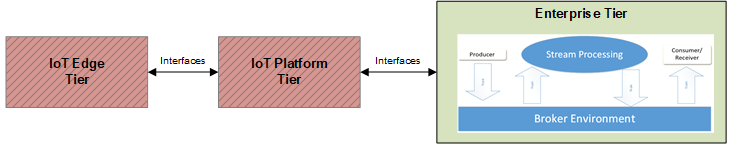 Enterprise Tier
IoT Edge
Tier
Interfaces
IoT Platform
Tier
Interfaces
Producer
Stream Processing
Consumer/
Receiver
Broker Environment